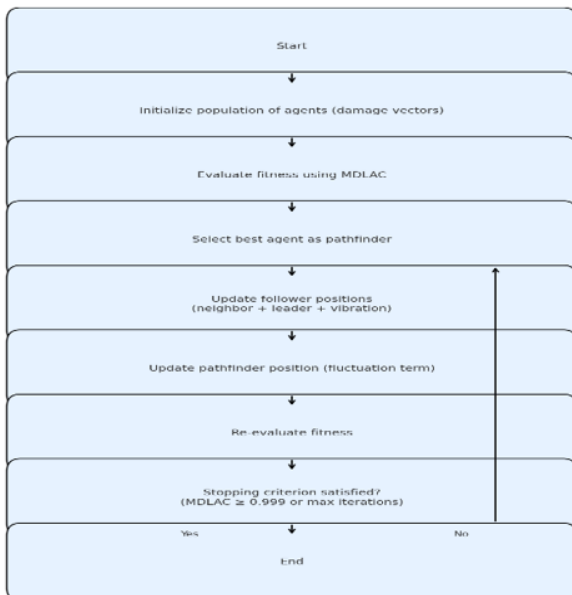 Start
Initialize population of agents (damage vectors)
Evaluate fitness using MDLAC
Select best agent as pathfinder
Update follower positions
(neighbor + leader + vibration)
Update pathfinder position (fluctuation term)
Re-evaluate fitness
Stopping criterion satisfied?
(MDLAC ≥ 0.999 or max iterations)
Yes
No
End